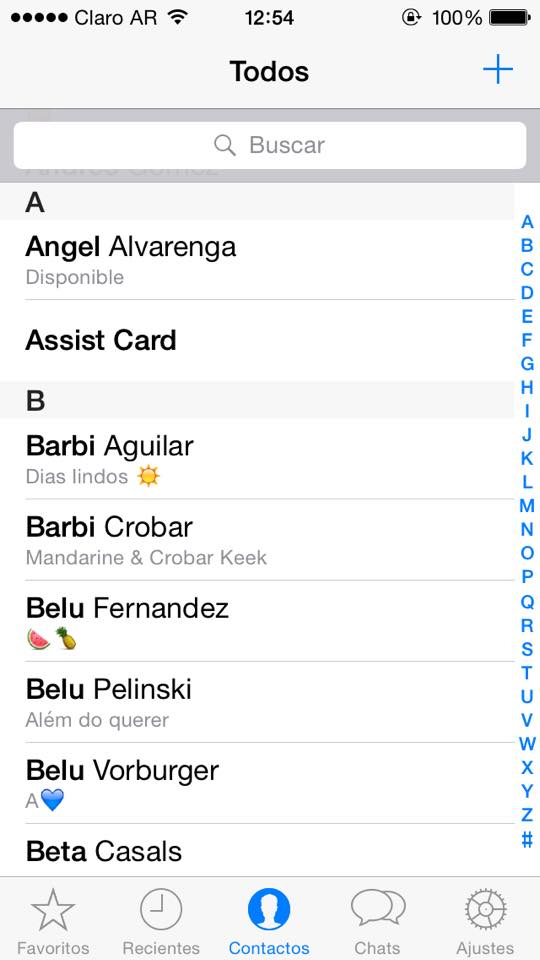 Claro AR 12:54 100%
Todos
Buscar
A
Angel Alvarenga
Disponible
Assist Card
B
Barbi Aguilar
Dias lindos ☀️
Barbi Crobar
Mandarine & Crobar Keek
Belu Fernandez
🍉🍍
Belu Pelinski
Além do querer
Belu Vorburger
A💙
Beta Casals
A
B
C
D
E
F
G
H
I
J
K
L
M
N
O
P
Q
R
S
T
U
V
W
X
Y
Z
#
Favoritos Recientes Contactos Chats Ajustes